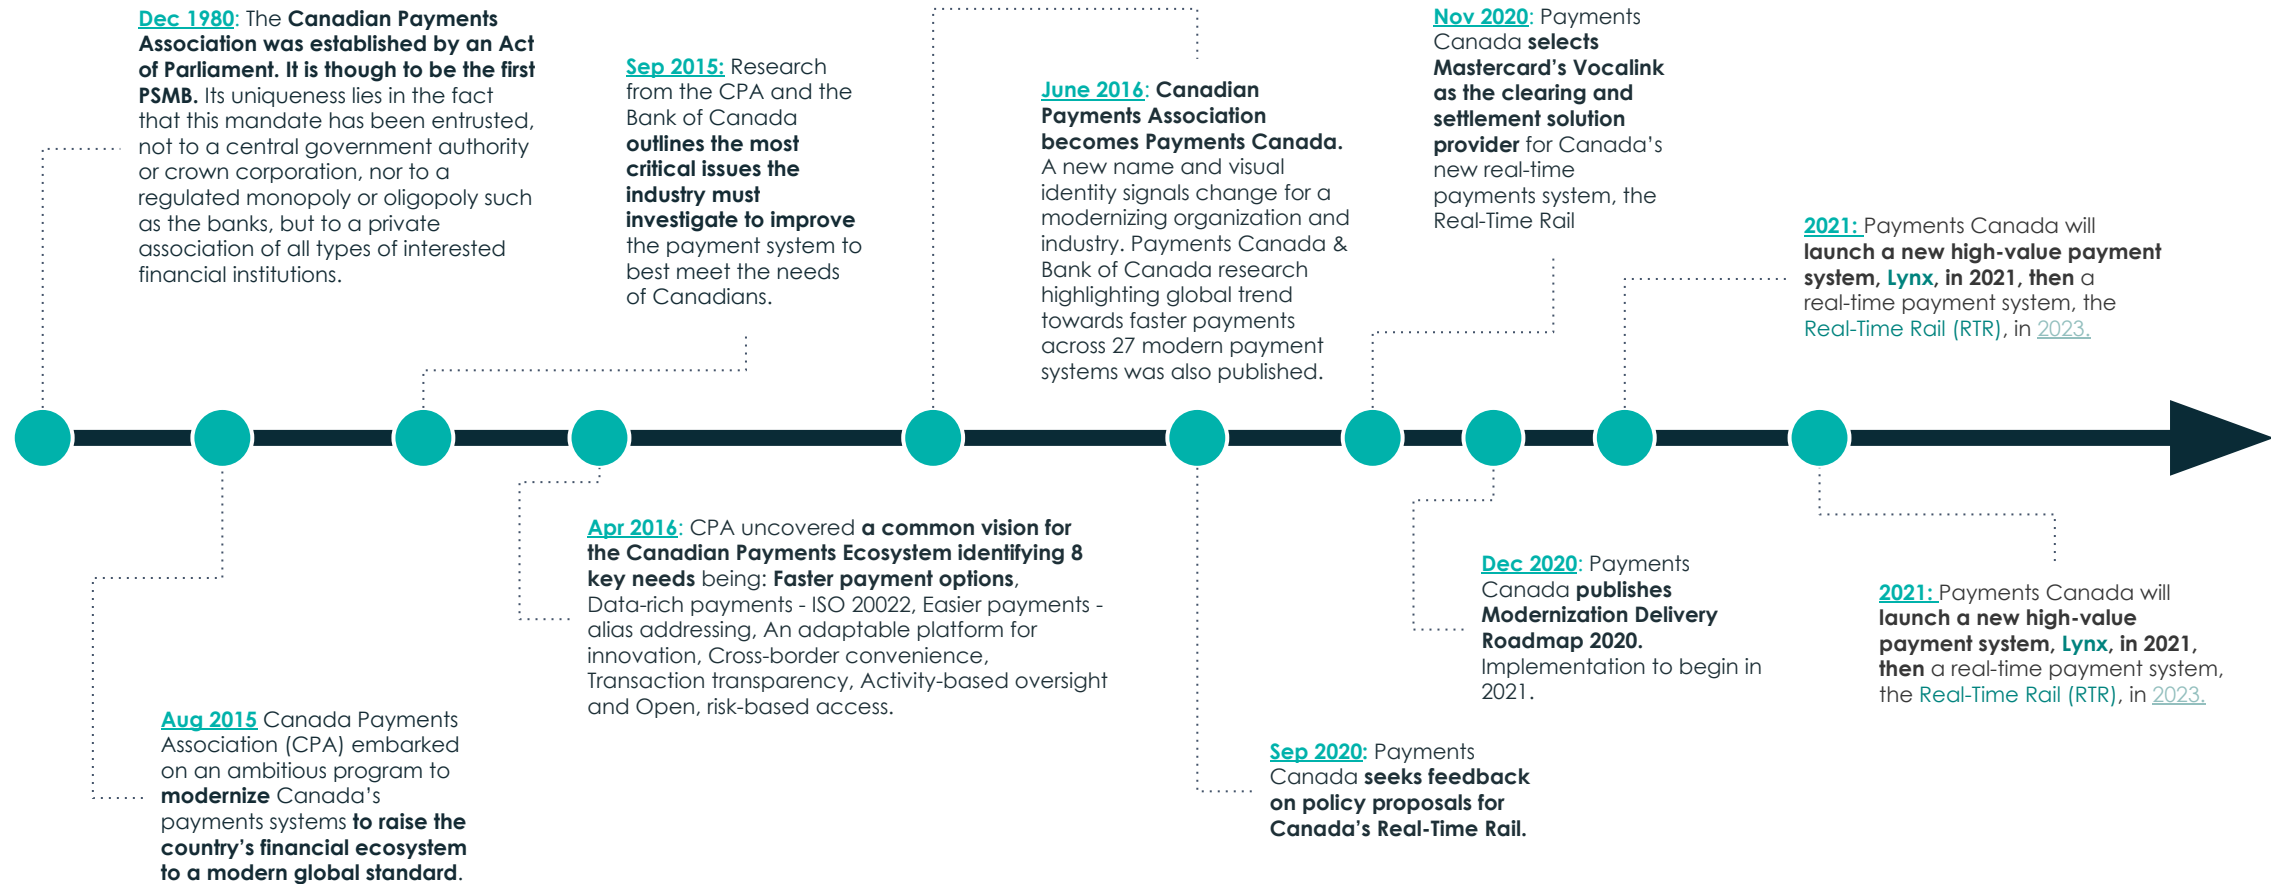 Dec 1980: The Canadian Payments
Association was established by an Act
of Parliament. It is though to be the first
PSMB. Its uniqueness lies in the fact
that this mandate has been entrusted,
not to a central government authority
or crown corporation, nor to a
regulated monopoly or oligopoly such
as the banks, but to a private
association of all types of interested
financial institutions.
Aug 2015 Canada Payments
Association (CPA) embarked
on an ambitious program to
modernize Canada's
payments systems to raise the
country's financial ecosystem
to a modern global standard.
Sep 2015: Research
from the CPA and the
Bank of Canada
outlines the most
critical issues the
industry must
investigate to improve
the payment system to
best meet the needs
of Canadians.
Apr 2016: CPA uncovered a common vision for
the Canadian Payments Ecosystem identifying 8
key needs being: Faster payment options,
Data-rich payments - ISO 20022, Easier payments -
alias addressing, An adaptable platform for
innovation, Cross-border convenience,
Transaction transparency, Activity-based oversight
and Open, risk-based access.
June 2016: Canadian
Payments Association
becomes Payments Canada.
A new name and visual
identity signals change for a
modernizing organization and
industry. Payments Canada &
Bank of Canada research
highlighting global trend
towards faster payments
across 27 modern payment
systems was also published.
Sep 2020: Payments
Canada seeks feedback
on policy proposals for
Canada's Real-Time Rail.
Nov 2020: Payments
Canada selects
Mastercard's Vocalink
as the clearing and
settlement solution
provider for Canada's
new real-time
payments system, the
Real-Time Rail
Dec 2020: Payments
Canada publishes
Modernization Delivery
Roadmap 2020.
Implementation to begin in
2021.
2021: Payments Canada will
launch a new high-value payment
system, Lynx, in 2021, then a
real-time payment system, the
Real-Time Rail (RTR), in 2023.
2021: Payments Canada will
launch a new high-value
payment system, Lynx, in 2021,
then a real-time payment system,
the Real-Time Rail (RTR), in 2023.